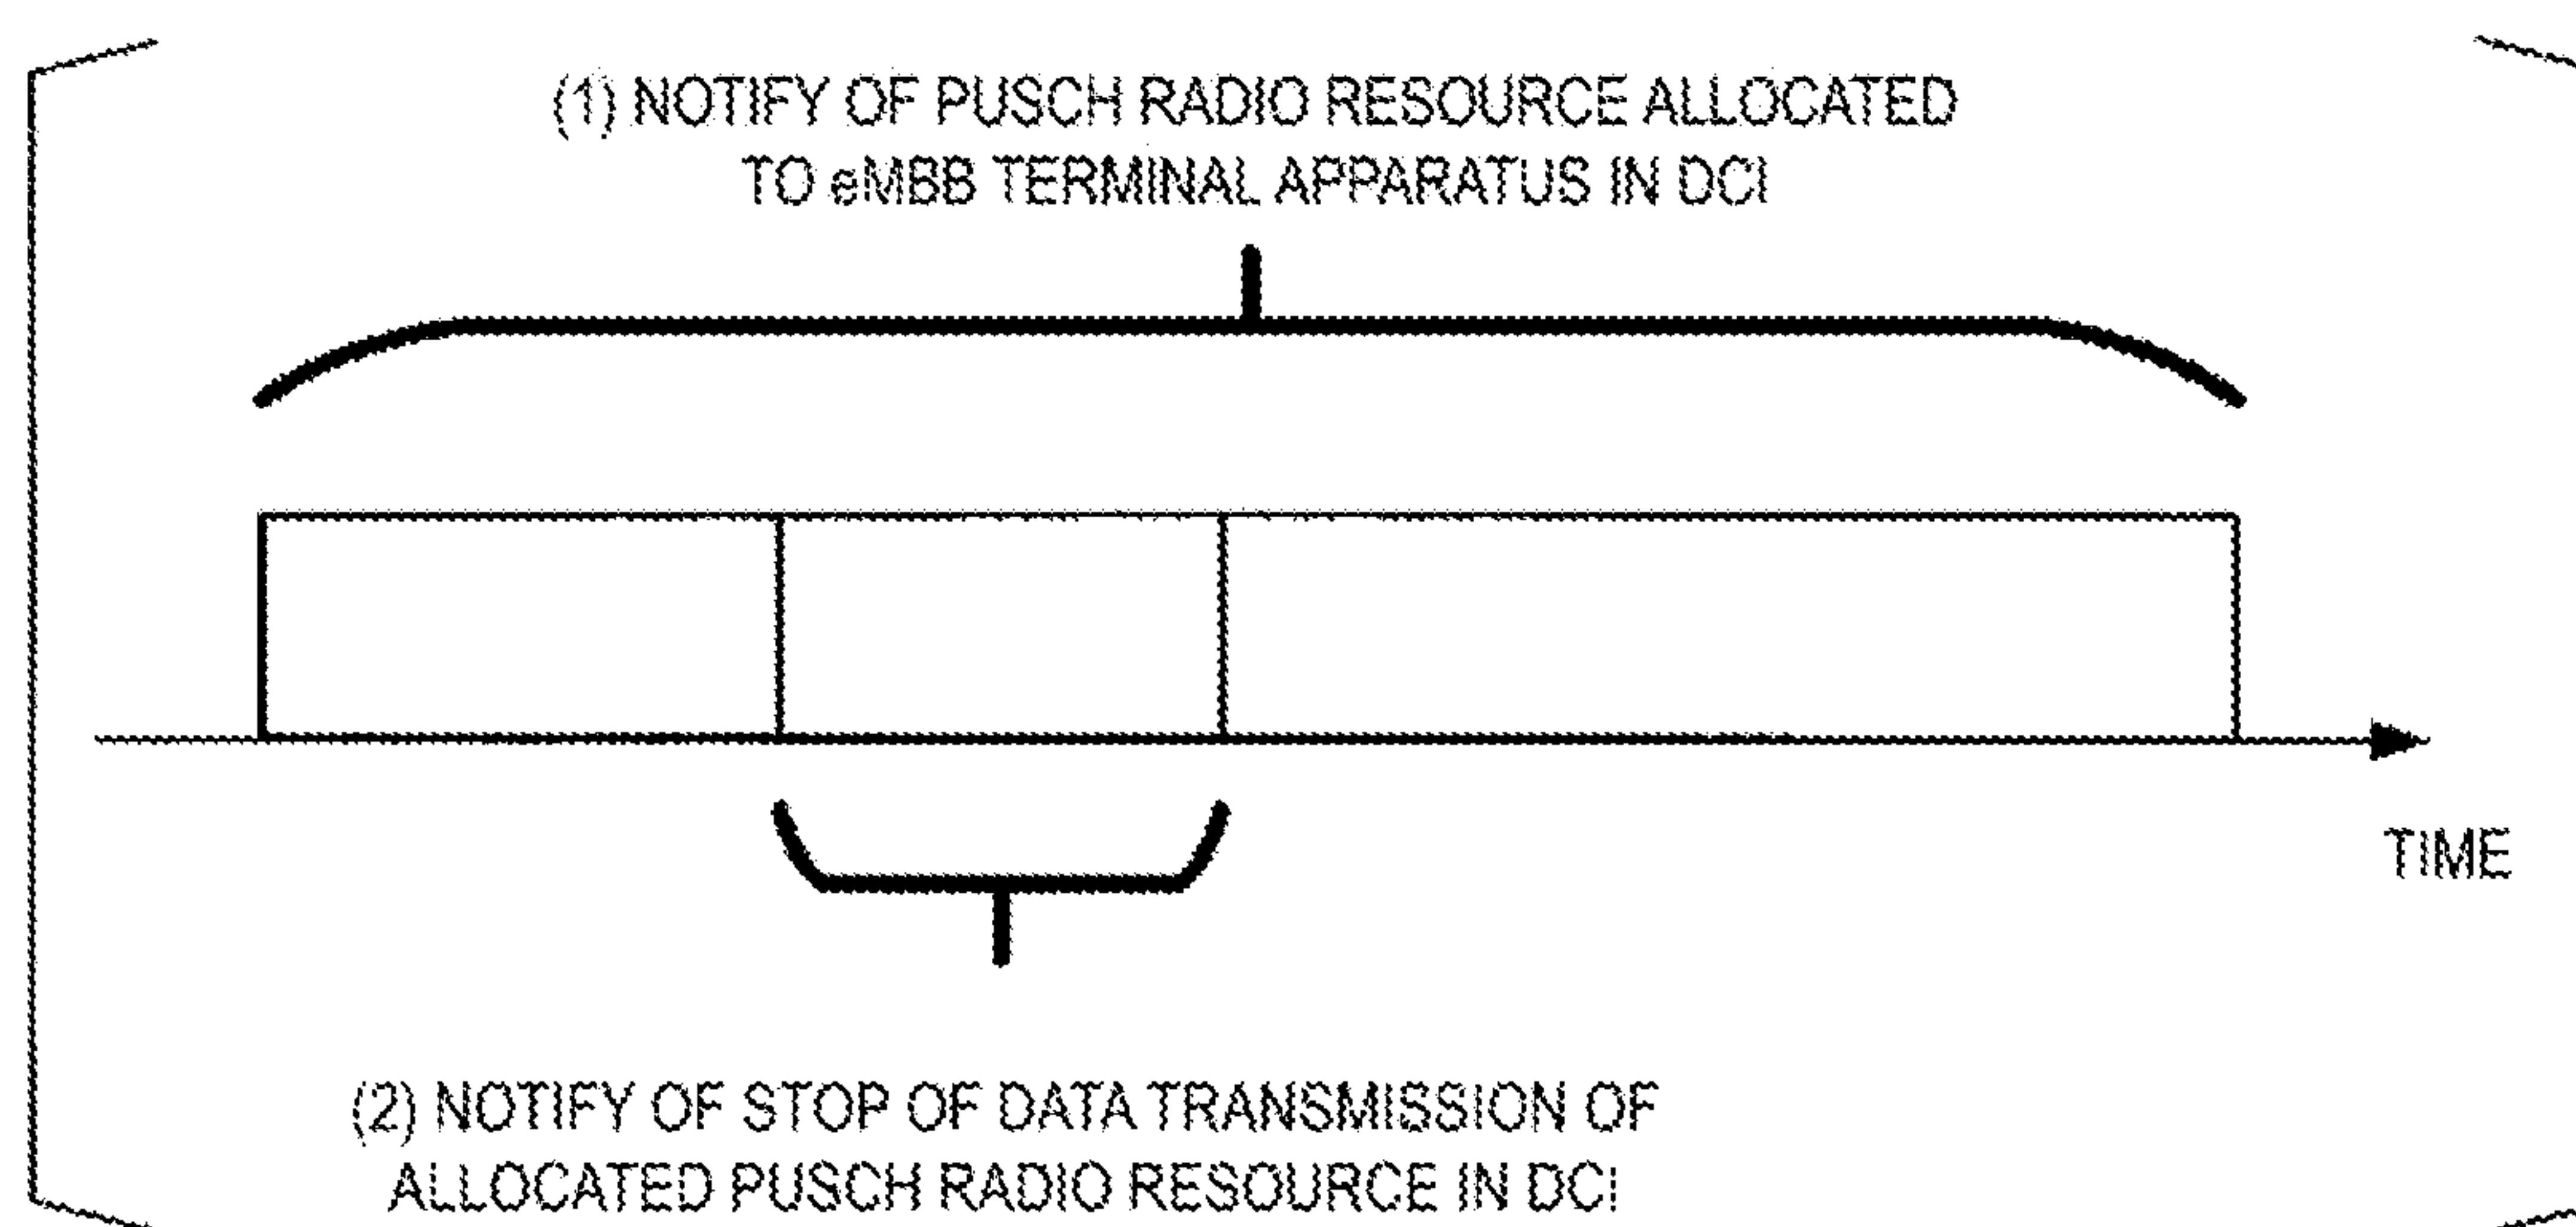 (1) NOTIFY OF PUSCH RADIO RESOURCE ALLOCATED
TO eMBB TERMINAL APPARATUS IN DCI
TIME
(2) NOTIFY OF STOP OF DATA TRANSMISSION OF
ALLOCATED PUSCH RADIO RESOURCE IN DCI